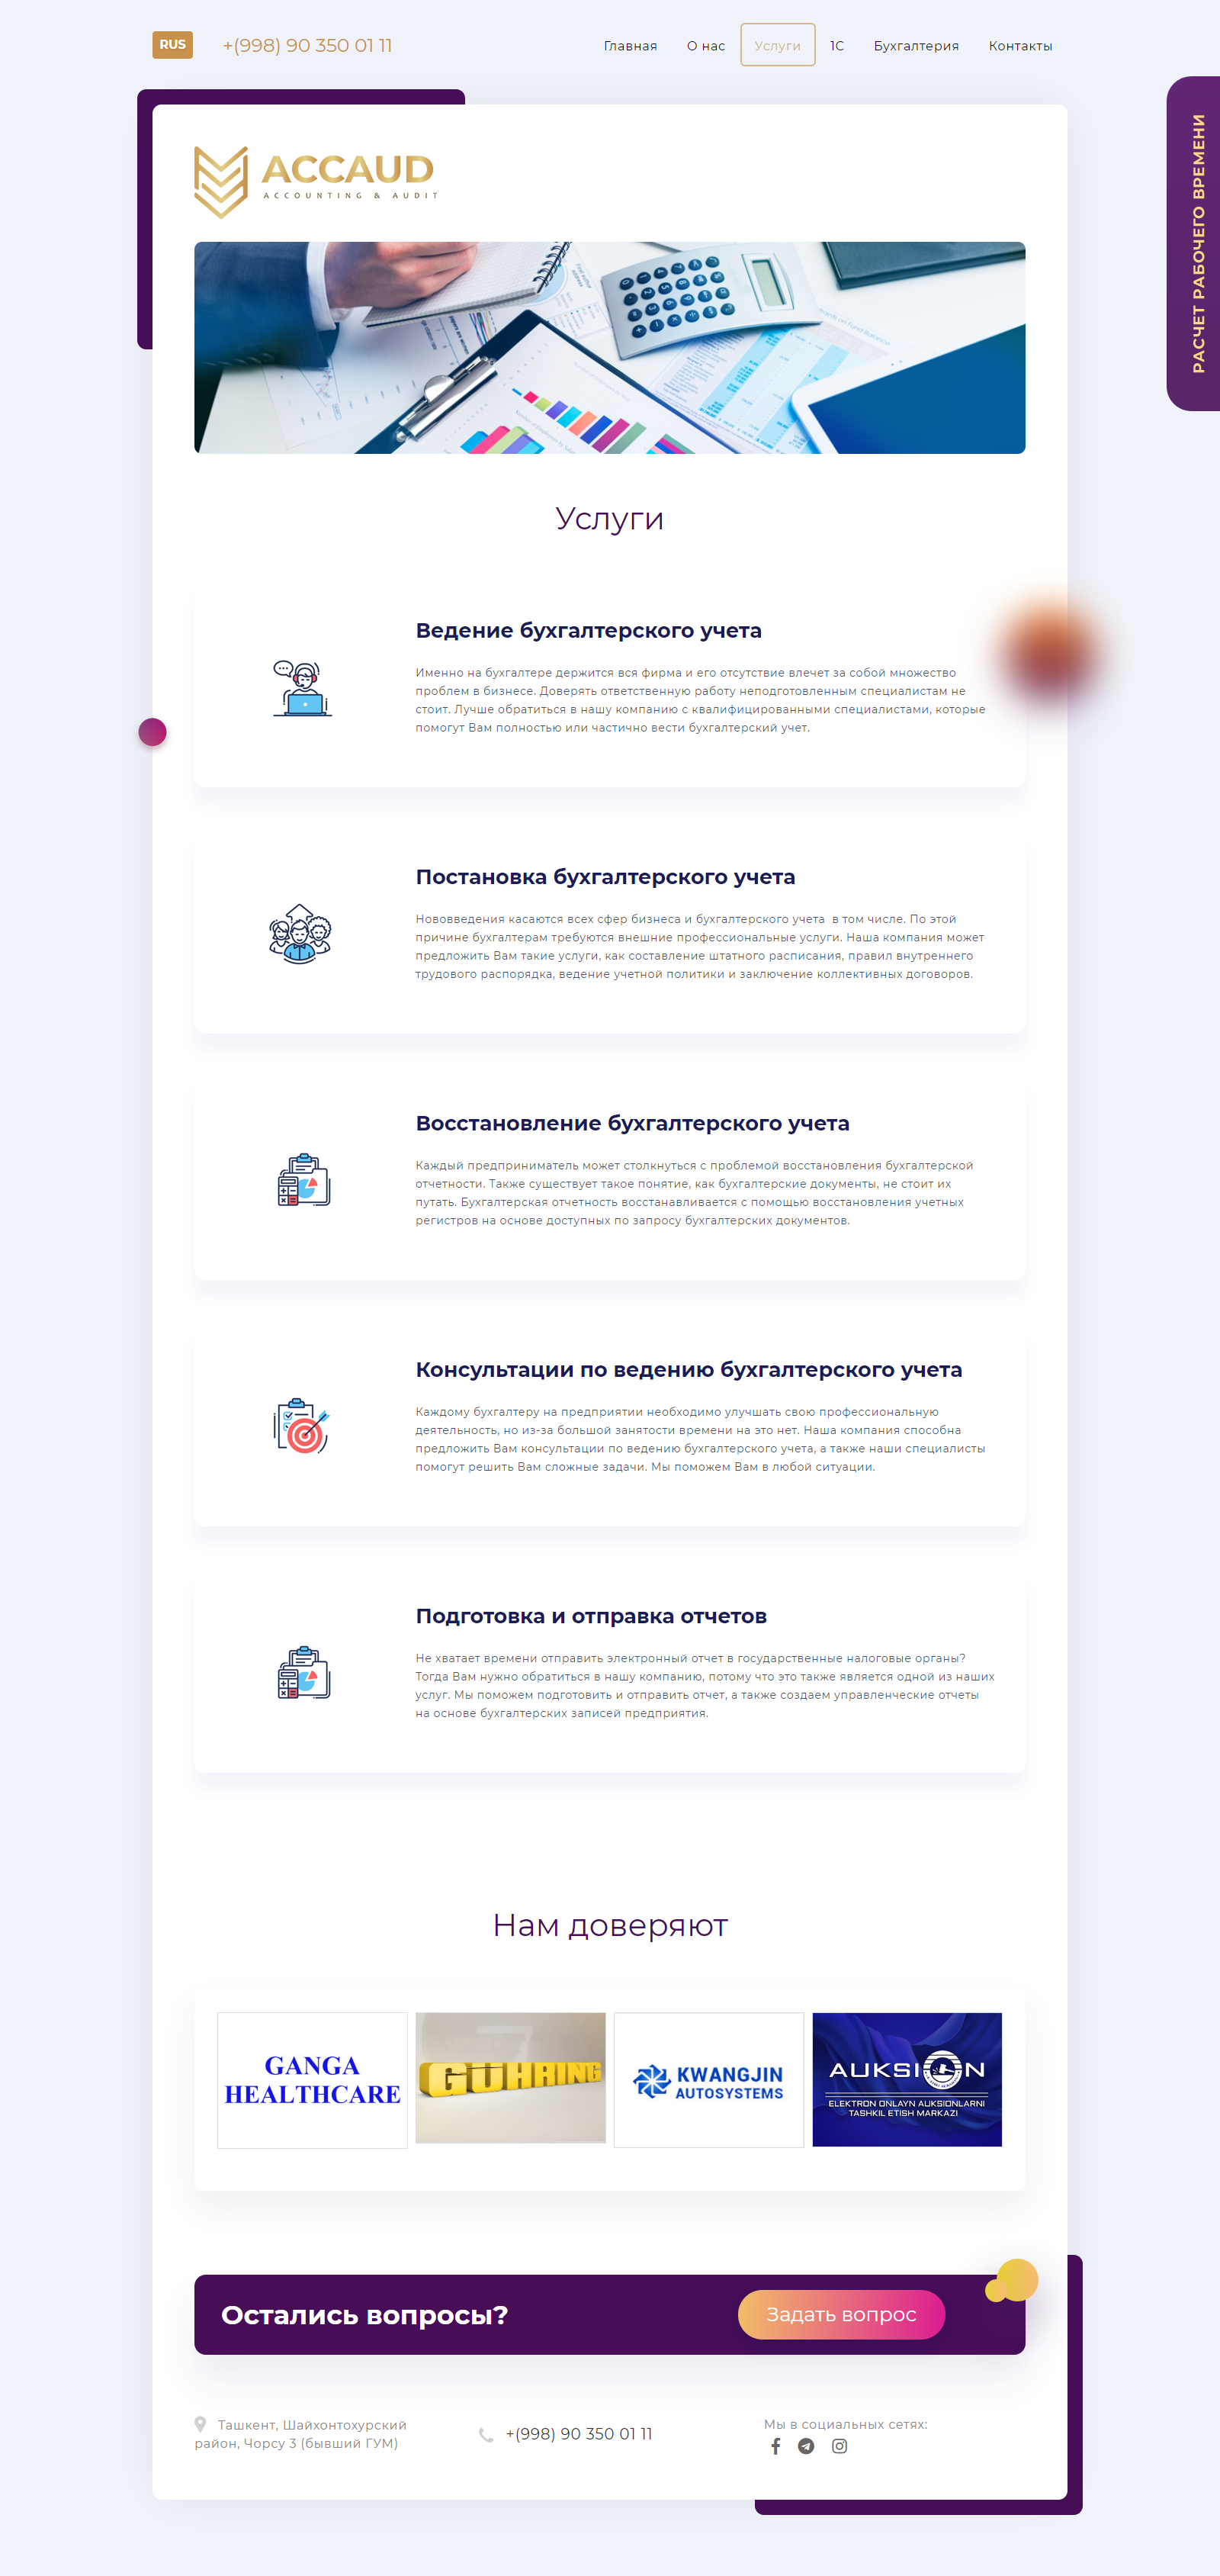 RUS
+(998) 90 350 01 11
Главная
О нас
Услуги
1С
Бухгалтерия
Контакты
РАСЧЕТ РАБОЧЕГО ВРЕМЕНИ
ACCAUD
ACCOUNTING & AUDIT
Услуги
Ведение бухгалтерского учета
Именно на бухгалтере держится вся фирма и его отсутствие влечет за собой множество
проблем в бизнесе. Доверять ответственную работу неподготовленным специалистам не
стоит. Лучше обратиться в нашу компанию с квалифицированными специалистами, которые
помогут Вам полностью или частично вести бухгалтерский учет.
Постановка бухгалтерского учета
Нововведения касаются всех сфер бизнеса и бухгалтерского учета  в том числе. По этой
причине бухгалтерам требуются внешние профессиональные услуги. Наша компания может
предложить Вам такие услуги, как составление штатного расписания, правил внутреннего
трудового распорядка, ведение учетной политики и заключение коллективных договоров.
Восстановление бухгалтерского учета
Каждый предприниматель может столкнуться с проблемой восстановления бухгалтерской
отчетности. Также существует такое понятие, как бухгалтерские документы, не стоит их
путать. Бухгалтерская отчетность восстанавливается с помощью восстановления учетных
регистров на основе доступных по запросу бухгалтерских документов.
Консультации по ведению бухгалтерского учета
Каждому бухгалтеру на предприятии необходимо улучшать свою профессиональную
деятельность, но из-за большой занятости времени на это нет. Наша компания способна
предложить Вам консультации по ведению бухгалтерского учета, а также наши специалисты
помогут решить Вам сложные задачи. Мы поможем Вам в любой ситуации.
Подготовка и отправка отчетов
Не хватает времени отправить электронный отчет в государственные налоговые органы?
Тогда Вам нужно обратиться в нашу компанию, потому что это также является одной из наших
услуг. Мы поможем подготовить и отправить отчет, а также создаем управленческие отчеты
на основе бухгалтерских записей предприятия.
Нам доверяют
GANGA
HEALTHCARE
GÜHRING
KWANGJIN
AUTOSYSTEMS
AUKSION
ELEKTRON ONLAYN AUKSIONLARNI
TASHKIL ETISH MARKAZI
Остались вопросы?
Задать вопрос
Ташкент, Шайхонтохурский
район, Чорсу 3 (бывший ГУМ)
+(998) 90 350 01 11
Мы в социальных сетях: